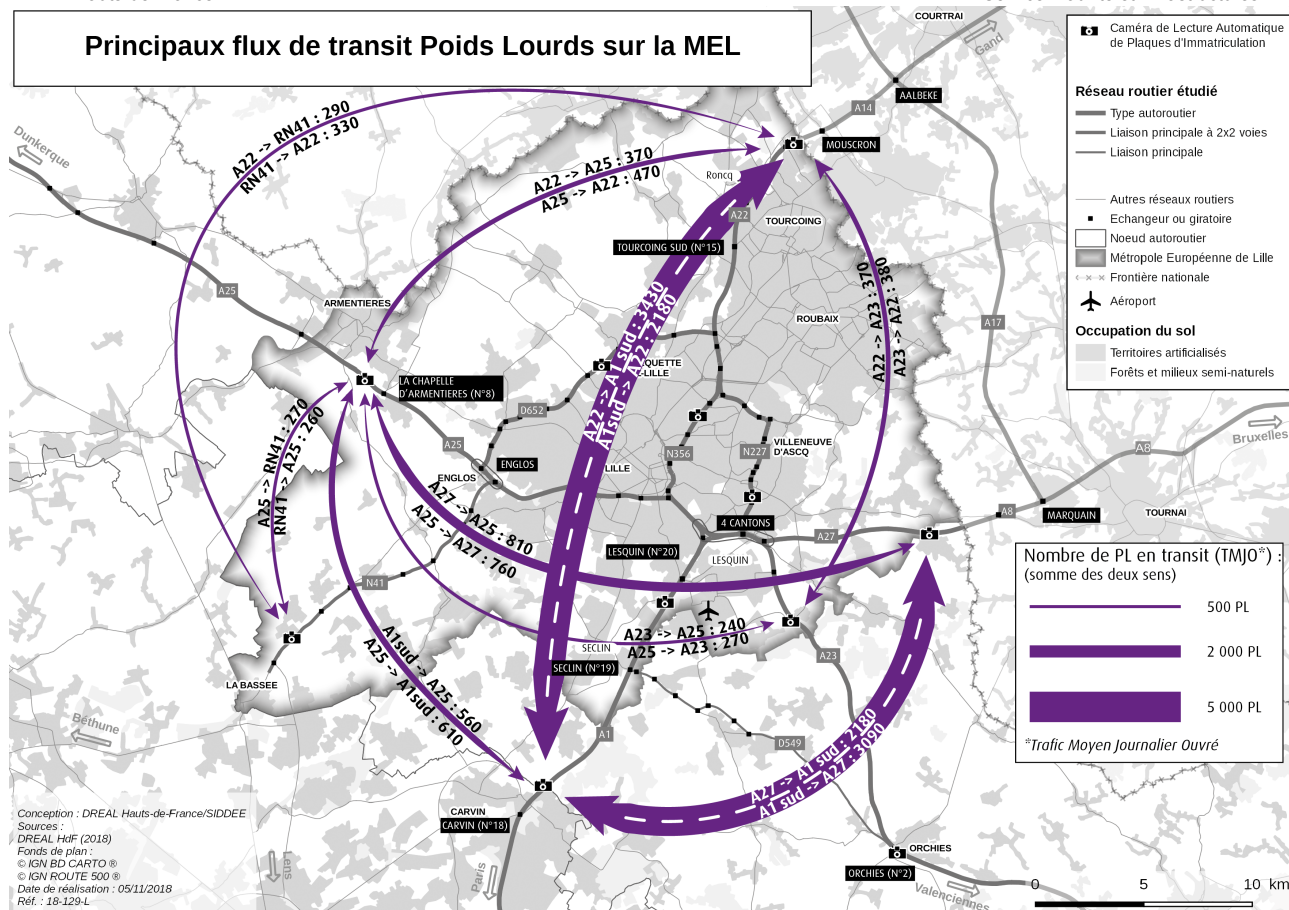 Principaux flux de transit Poids Lourds sur la MEL
COURTRAI
Gand
AALBEKE
A14
MOUSCRON
Dunkerque
A22 -> RN41 : 290
RN41 -> A22 : 330
A22 -> A25 : 370
A25 -> A22 : 470
Roncq
A22
TOURCOING
TOURCOING SUD (N°15)
A25
ARMENTIERES
A22 -> A1 sud : 3430
A1sud -> A22 : 2180
ROUBAIX
A22 -> A23 : 370
A23 -> A22 : 380
A17
LA CHAPELLE
D'ARMENTIERES (N°8)
D652
A25 -> RN41 : 270
RN41 -> A25 : 260
A25
ENGLOS
ENGLOS
LILLE
N356
N227
VILLENEUVE
D'ASCQ
A8
Bruxelles
A27 -> A25 : 810
A25 -> A27 : 760
4 CANTONS
A27
A8
MARQUAIN
TOURNAI
LESQUIN (N°20)
LESQUIN
N41
A23 -> A25 : 240
A25 -> A23 : 270
SECLIN
SECLIN (N°19)
A23
LA BASSEE
A1sud -> A25 : 560
A25 -> A1sud : 610
Béthune
A1
D549
A27 -> A1 sud : 2180
A1 sud -> A27 : 3090
CARVIN
CARVIN (N°18)
ORCHIES
ORCHIES (N°2)
Lens
Paris
Valenciennes
Caméra de Lecture Automatique
de Plaques d'Immatriculation
Réseau routier étudié
Type autoroutier
Liaison principale à 2x2 voies
Liaison principale
Autres réseaux routiers
Echangeur ou giratoire
Noeud autoroutier
Métropole Européenne de Lille
Frontière nationale
Aéroport
Occupation du sol
Territoires artificialisés
Forêts et milieux semi-naturels
Nombre de PL en transit (TMJO*) :
(somme des deux sens)
500 PL
2 000 PL
5 000 PL
*Trafic Moyen Journalier Ouvré
Conception : DREAL Hauts-de-France/SIDDEE
Sources :
DREAL HdF (2018)
Fonds de plan :
© IGN BD CARTO ®
© IGN ROUTE 500 ®
Date de réalisation : 05/11/2018
Réf. : 18-129-L
0 5 10 km